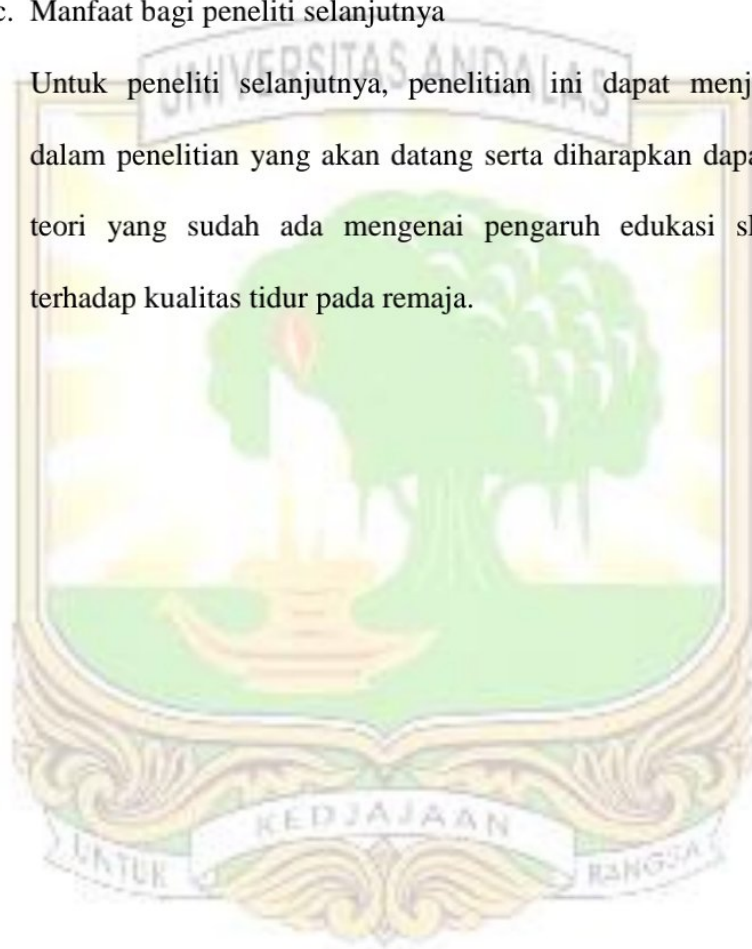 c. Manfaat bagi peneliti selanjutnya
UNIVERSITAS ANDALAS
Untuk peneliti selanjutnya, penelitian ini dapat menj
dalam penelitian yang akan datang serta diharapkan dapa
teori yang sudah ada mengenai pengaruh edukasi sl
terhadap kualitas tidur pada remaja.
UNTUK KEDJAJAAN BANGSA